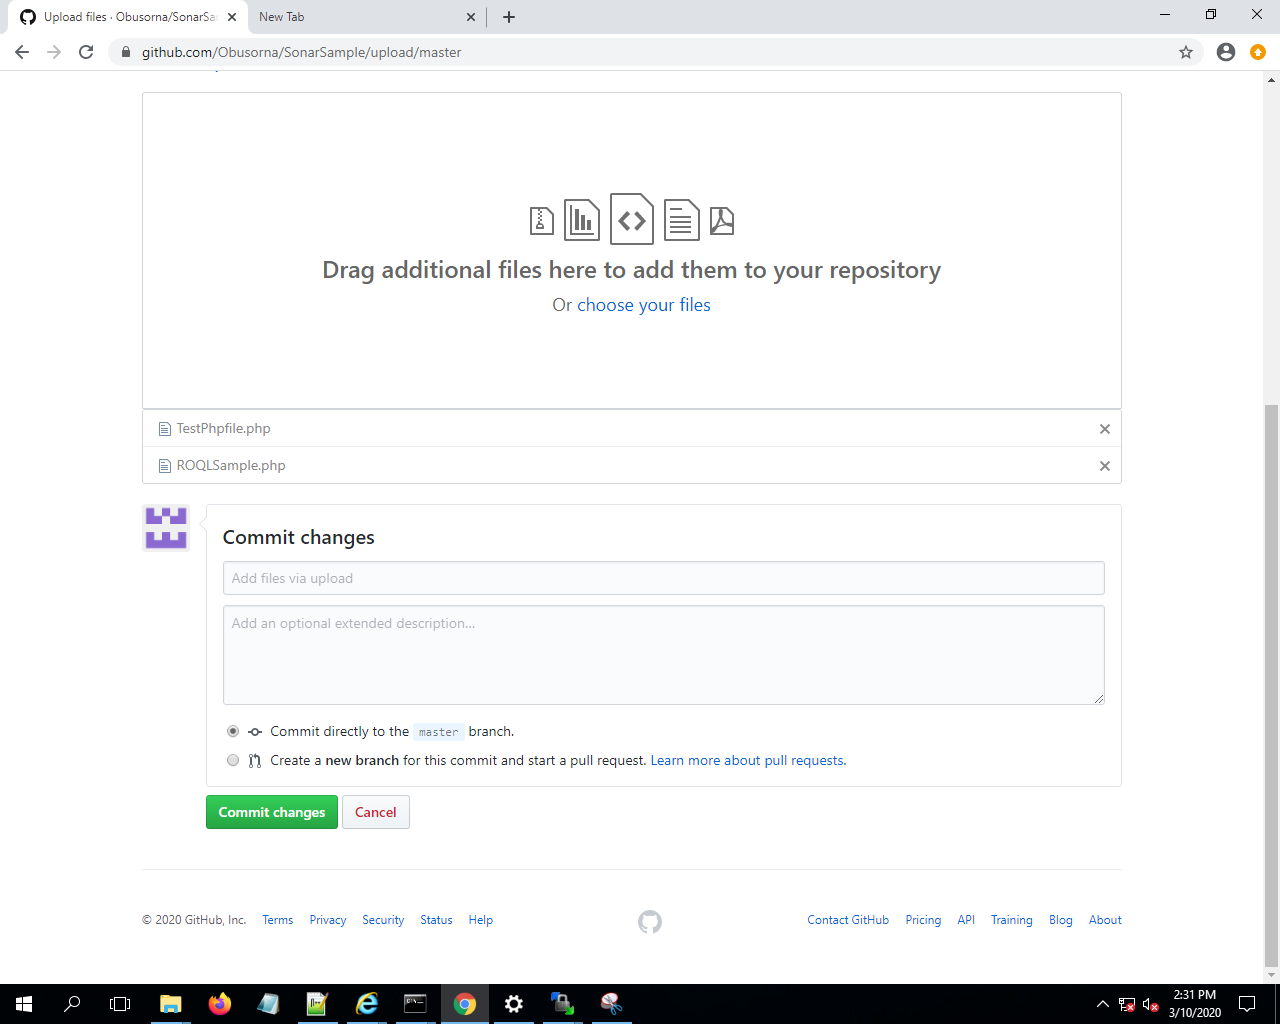 Upload files · Obusorna/SonarSa
New Tab
github.com/Obusorna/SonarSample/upload/master
Drag additional files here to add them to your repository
Or choose your files
TestPhpfile.php
ROQLSample.php
Commit changes
Add files via upload
Add an optional extended description...
Commit directly to the master branch.
Create a new branch for this commit and start a pull request. Learn more about pull requests.
Commit changes Cancel
© 2020 GitHub, Inc. Terms Privacy Security Status Help Contact GitHub Pricing API Training Blog About
2:31 PM
3/10/2020